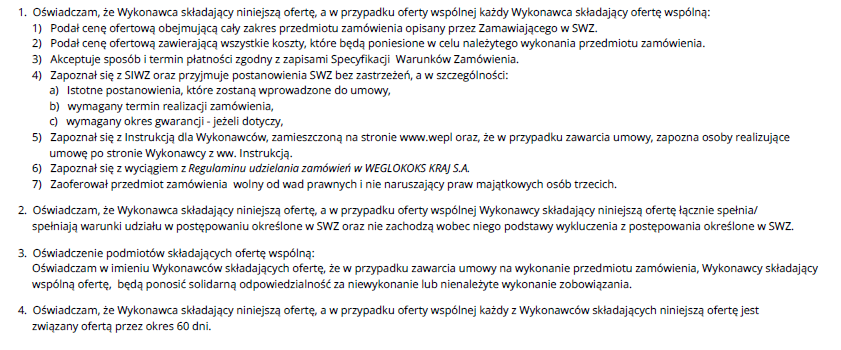 1. Oświadczam, że Wykonawca składający niniejszą ofertę, a w przypadku oferty wspólnej każdy Wykonawca składający ofertę wspólną:
1) Podał cenę ofertową obejmującą cały zakres przedmiotu zamówienia opisany przez Zamawiającego w SWZ.
2) Podał cenę ofertową zawierającą wszystkie koszty, które będą poniesione w celu należytego wykonania przedmiotu zamówienia.
3) Akceptuje sposób i termin płatności zgodny z zapisami Specyfikacji Warunków Zamówienia.
4) Zapoznał się z SIWZ oraz przyjmuje postanowienia SWZ bez zastrzeżeń, a w szczególności:
a) Istotne postanowienia, które zostaną wprowadzone do umowy,
b) wymagany termin realizacji zamówienia,
c) wymagany okres gwarancji - jeżeli dotyczy,
5) Zapoznał się z Instrukcją dla Wykonawców, zamieszczoną na stronie www.wepl oraz, że w przypadku zawarcia umowy, zapozna osoby realizujące
umowę po stronie Wykonawcy z ww. Instrukcją.
6) Zapoznał się z wyciągiem z Regulaminu udzielania zamówień w WEGLOKOKS KRAJ S.A.
7) Zaoferował przedmiot zamówienia wolny od wad prawnych i nie naruszający praw majątkowych osób trzecich.
2. Oświadczam, że Wykonawca składający niniejszą ofertę, a w przypadku oferty wspólnej Wykonawcy składający niniejszą ofertę łącznie spełnia/
spełniają warunki udziału w postępowaniu określone w SWZ oraz nie zachodzą wobec niego podstawy wykluczenia z postępowania określone w SWZ.
3. Oświadczenie podmiotów składających ofertę wspólną:
Oświadczam w imieniu Wykonawców składających ofertę, że w przypadku zawarcia umowy na wykonanie przedmiotu zamówienia, Wykonawcy składający
wspólną ofertę, będą ponosić solidarną odpowiedzialność za niewykonanie lub nienależyte wykonanie zobowiązania.
4. Oświadczam, że Wykonawca składający niniejszą ofertę, a w przypadku oferty wspólnej każdy z Wykonawców składających niniejszą ofertę jest
związany ofertą przez okres 60 dni.